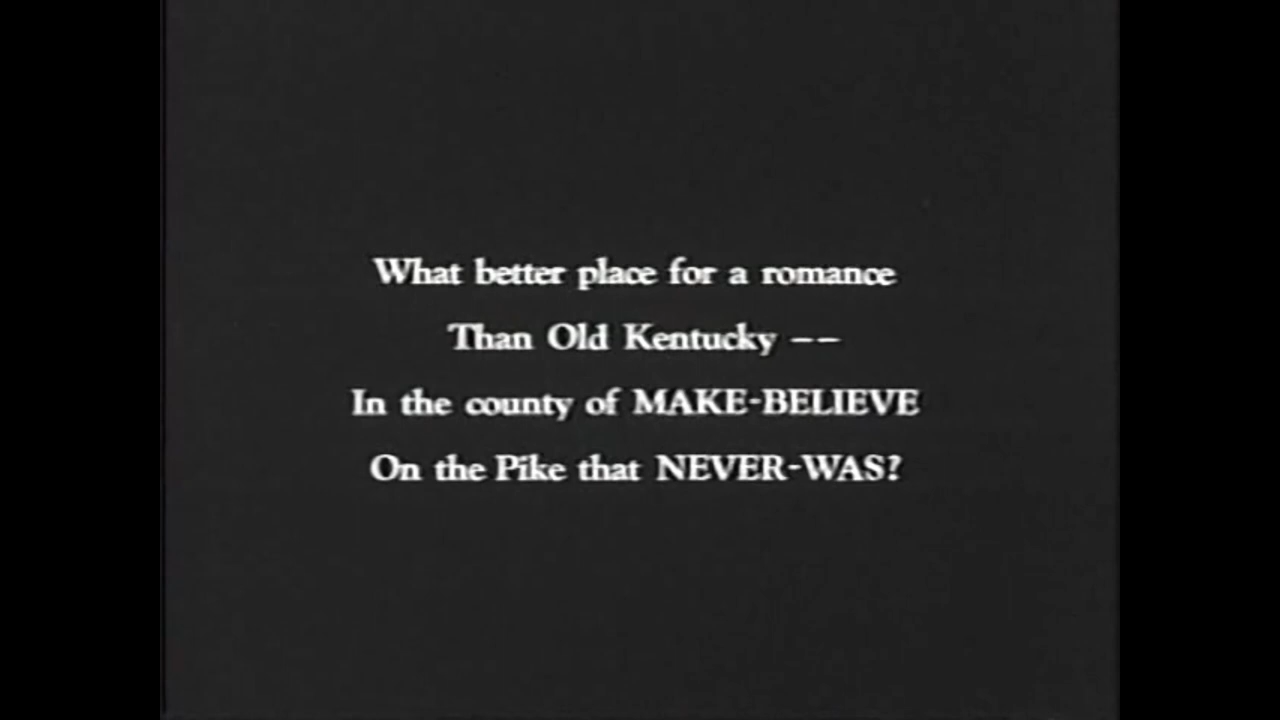 What better place for a romance
Than Old Kentucky --
In the county of MAKE-BELIEVE
On the Pike that NEVER-WAS?